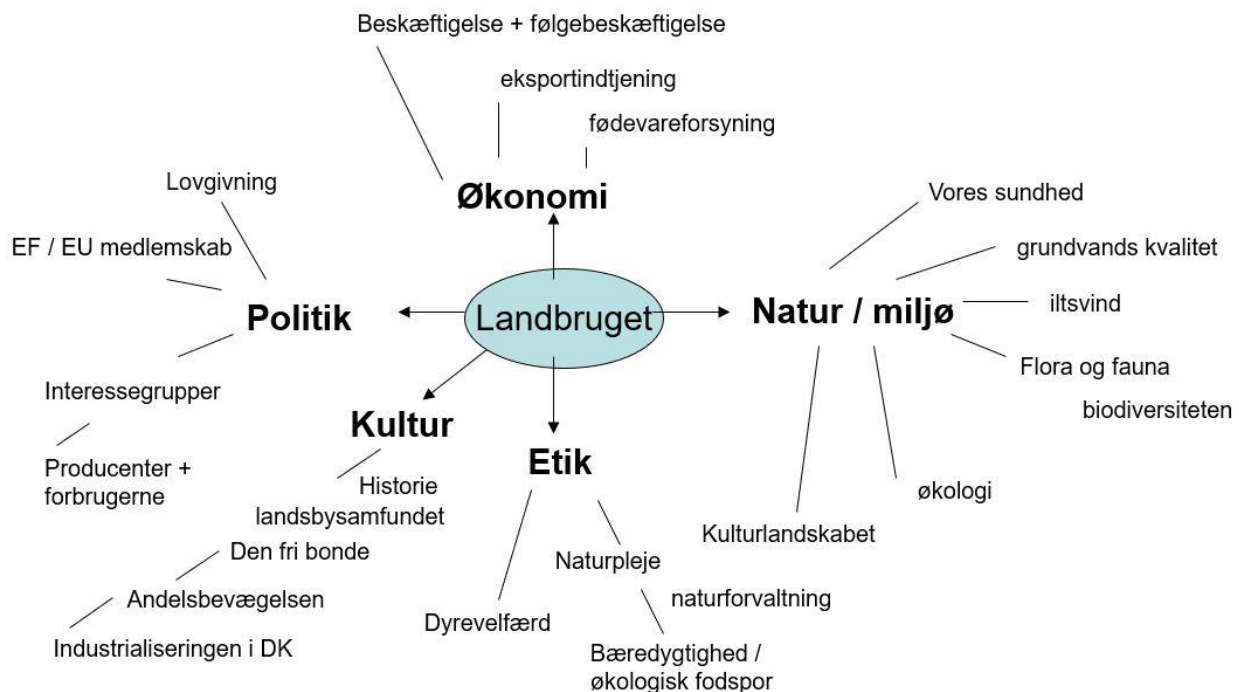 Beskæftigelse + følgebeskæftigelse
eksportindtjening
fødevareforsyning
Økonomi
Lovgivning
EF / EU medlemskab
Politik
Interessegrupper
Producenter +
forbrugerne
Landbruget
Vores sundhed
grundvands kvalitet
Natur / miljø
iltsvind
Flora og fauna
biodiversiteten
økologi
Kulturlandskabet
Kultur
Historie
landsbysamfundet
Den fri bonde
Andelsbevægelsen
Industrialiseringen i DK
Etik
Naturpleje
naturforvaltning
Dyrevelfærd
Bæredygtighed /
økologisk fodspor